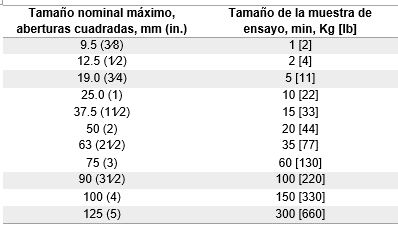 Tamaño nominal máximo, aberturas cuadradas, mm (in.) Tamaño de la muestra de ensayo, min, Kg [lb]
9.5 (3⁄8) 1 [2]
12.5 (1⁄2) 2 [4]
19.0 (3⁄4) 5 [11]
25.0 (1) 10 [22]
37.5 (11⁄2) 15 [33]
50 (2) 20 [44]
63 (21⁄2) 35 [77]
75 (3) 60 [130]
90 (31⁄2) 100 [220]
100 (4) 150 [330]
125 (5) 300 [660]